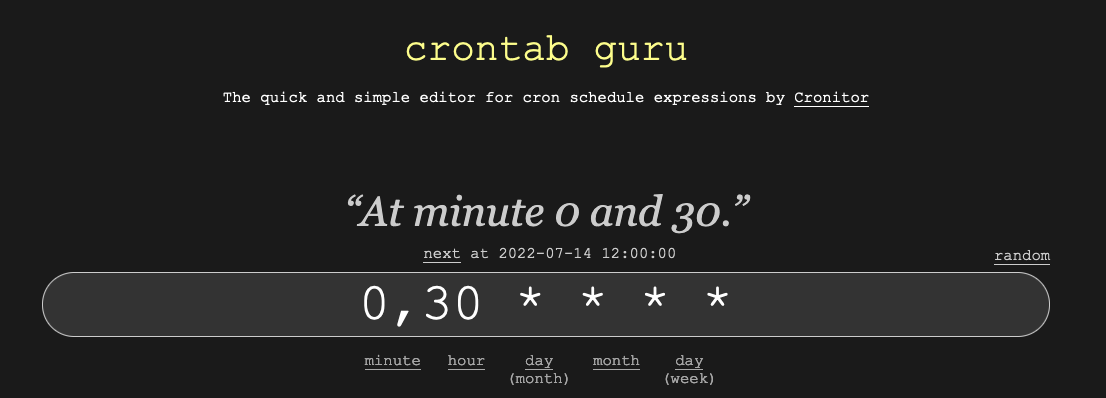 crontab guru
The quick and simple editor for cron schedule expressions by Cronitor
“At minute 0 and 30.”
next at 2022-07-14 12:00:00
random
0,30 * * * *
minute hour day month day
(month) (week)